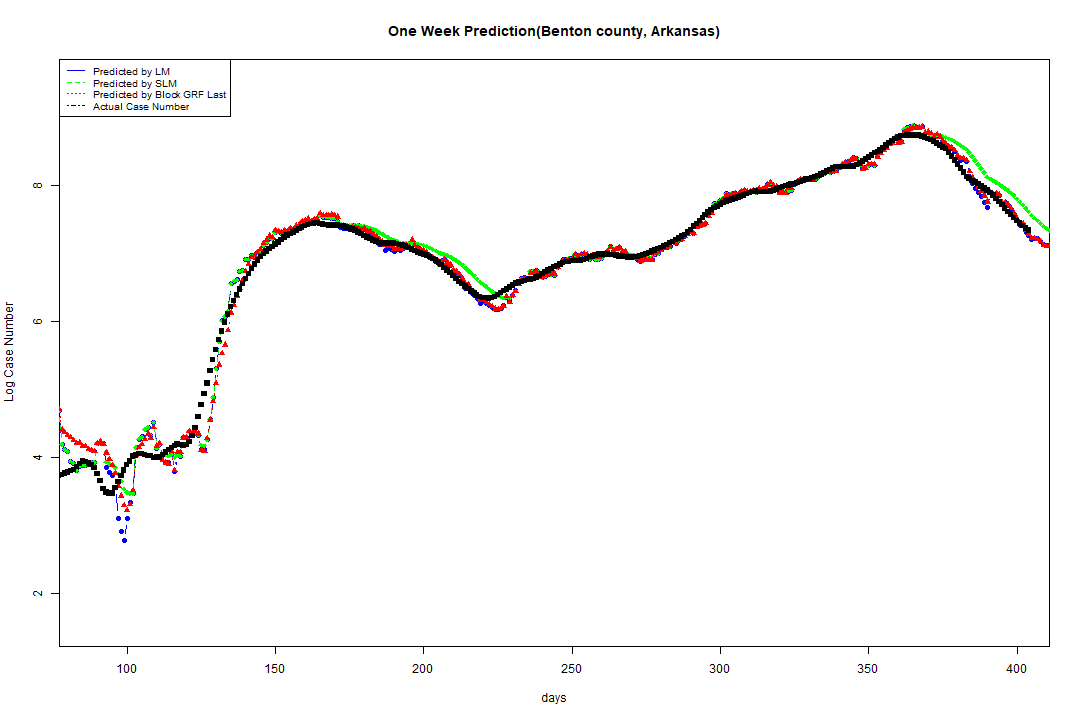 One Week Prediction(Benton county, Arkansas)
Predicted by LM
Predicted by SLM
Predicted by Block GRF Last
Actual Case Number
Log Case Number
8
6
4
2
100 150 200 250 300 350 400
days